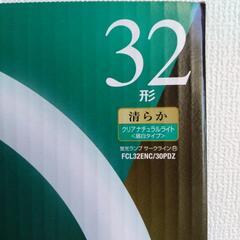 32
形
清らか
クリアナチュラルライト
<昼白タイプ>
蛍光ランプ サークライン
FCL32ENC/30PDZ